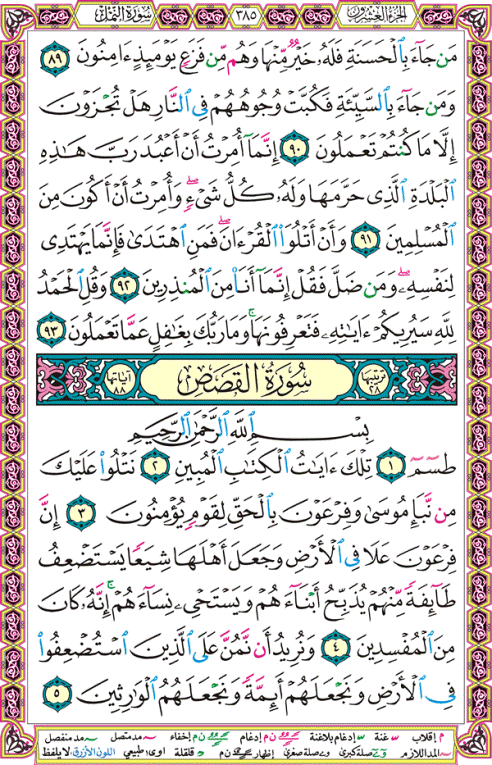 الجزء العشرون ٣٨٥ سورة النمل
مَن جَآءَ بِٱلْحَسَنَةِ فَلَهُۥ خَيْرٌ مِّنْهَا وَهُم مِّن فَزَعٍ يَوْمَئِذٍ ءَامِنُونَ ٨٩
وَمَن جَآءَ بِٱلسَّيِّئَةِ فَكُبَّتْ وُجُوهُهُمْ فِى ٱلنَّارِ هَلْ تُجْزَوْنَ
إِلَّا مَا كُنتُمْ تَعْمَلُونَ ٩٠ إِنَّمَآ أُمِرْتُ أَنْ أَعْبُدَ رَبَّ هَٰذِهِ
ٱلْبَلْدَةِ ٱلَّذِى حَرَّمَهَا وَلَهُۥ كُلُّ شَىْءٍ ۖ وَأُمِرْتُ أَنْ أَكُونَ مِنَ
ٱلْمُسْلِمِينَ ٩١ وَأَنْ أَتْلُوَا۟ ٱلْقُرْءَانَ ۖ فَمَنِ ٱهْتَدَىٰ فَإِنَّمَا يَهْتَدِى
لِنَفْسِهِۦ ۖ وَمَن ضَلَّ فَقُلْ إِنَّمَآ أَنَا۠ مِنَ ٱلْمُنذِرِينَ ٩٢ وَقُلِ ٱلْحَمْدُ
لِلَّهِ سَيُرِيكُمْ ءَايَٰتِهِۦ فَتَعْرِفُونَهَا ۚ وَمَا رَبُّكَ بِغَٰفِلٍ عَمَّا تَعْمَلُونَ ٩٣
ترتيبها ٢٨ سورة القصص آياتها ٨٨
بِسْمِ ٱللَّهِ ٱلرَّحْمَٰنِ ٱلرَّحِيمِ
طسٓمٓ ١ تِلْكَ ءَايَٰتُ ٱلْكِتَٰبِ ٱلْمُبِينِ ٢ نَتْلُوا۟ عَلَيْكَ
مِن نَّبَإِ مُوسَىٰ وَفِرْعَوْنَ بِٱلْحَقِّ لِقَوْمٍ يُؤْمِنُونَ ٣ إِنَّ
فِرْعَوْنَ عَلَا فِى ٱلْأَرْضِ وَجَعَلَ أَهْلَهَا شِيَعًا يَسْتَضْعِفُ
طَآئِفَةً مِّنْهُمْ يُذَبِّحُ أَبْنَآءَهُمْ وَيَسْتَحْىِۦ نِسَآءَهُمْ ۚ إِنَّهُۥ كَانَ
مِنَ ٱلْمُفْسِدِينَ ٤ وَنُرِيدُ أَن نَّمُنَّ عَلَى ٱلَّذِينَ ٱسْتُضْعِفُوا۟
فِى ٱلْأَرْضِ وَنَجْعَلَهُمْ أَئِمَّةً وَنَجْعَلَهُمُ ٱلْوَٰرِثِينَ ٥
م إقلاب غنة إدغام بلاغنة ن م إدغام ن م إخفاء مد متصل مد منفصل
المد اللازم صلة كبرى صلة صغرى إظهار ن م قلقلة اوى: طبيعي اللون الأزرق: لا يلفظ